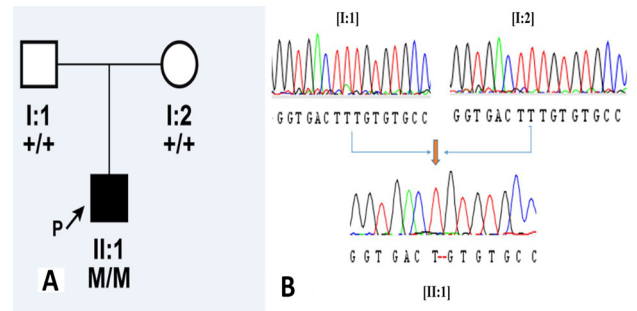 I:1
+/+
I:2
+/+
P
II:1
M/M
A
[I:1]
GGTGACTTTGTGTGCC
[I:2]
GGTGACTTTGTGTGCC
GGTGACT--GTGTGCC
[II:1]
B